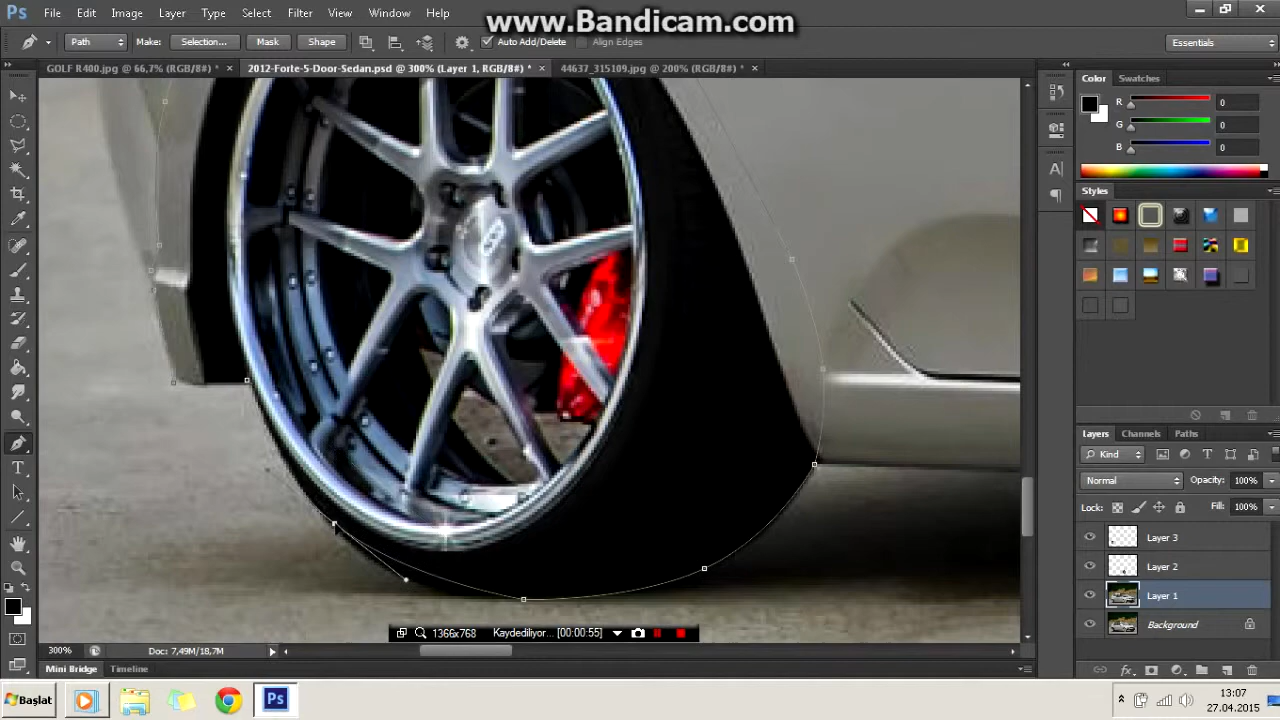 www.Bandicam.com
Ps File Edit Image Layer Type Select Filter View Window Help
Path Make: Selection... Mask Shape Auto Add/Delete Align Edges Essentials
GOLF R400.jpg @ 66,7% (RGB/8#) * × 2012-Forte-5-Door-Sedan.psd @ 300% (Layer 1, RGB/8#) * × 44637_315109.jpg @ 200% (RGB/8#) * ×
Color Swatches
R 0
G 0
B 0
Styles
Layers Channels Paths
Kind
Normal Opacity: 100%
Lock: Fill: 100%
Layer 3
Layer 2
Layer 1
Background
1366x768 Kaydediliyor... [00:00:55]
300% Doc: 7,49M/18,7M
Mini Bridge Timeline
Başlat Ps 13:07
27.04.2015